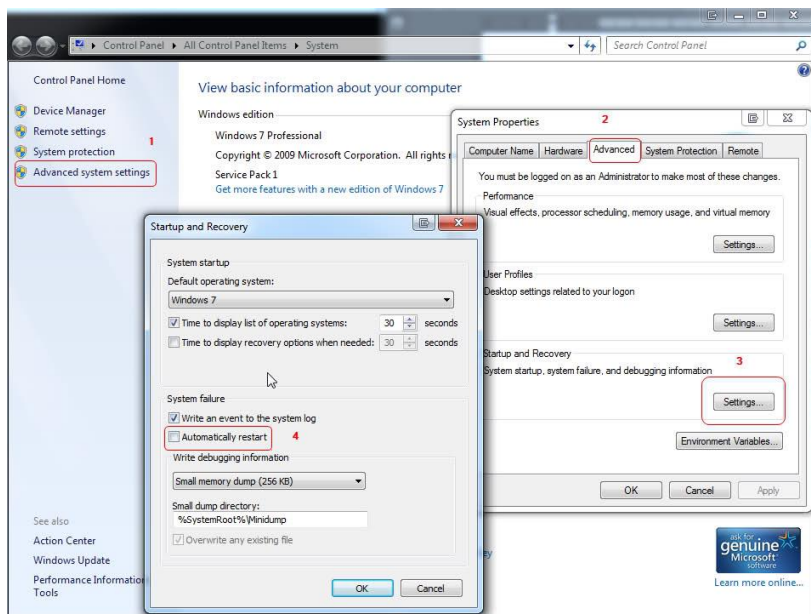 Control Panel ▸ All Control Panel Items ▸ System
Search Control Panel
Control Panel Home
Device Manager
Remote settings
1
System protection
Advanced system settings
View basic information about your computer
Windows edition
Windows 7 Professional
Copyright © 2009 Microsoft Corporation. All rights
Service Pack 1
Get more features with a new edition of Windows 7
2
System Properties
Computer Name
Hardware
Advanced
System Protection
Remote
You must be logged on as an Administrator to make most of these changes.
Performance
Visual effects, processor scheduling, memory usage, and virtual memory
Settings...
User Profiles
Desktop settings related to your logon
Settings...
Startup and Recovery
3
System startup, system failure, and debugging information
Settings...
Environment Variables...
OK
Cancel
Apply
Startup and Recovery
System startup
Default operating system:
Windows 7
Time to display list of operating systems: 30 seconds
Time to display recovery options when needed: 30 seconds
System failure
Write an event to the system log
Automatically restart 4
Write debugging information
Small memory dump (256 KB)
Small dump directory:
%SystemRoot%\Minidump
Overwrite any existing file
OK
Cancel
See also
Action Center
Windows Update
Performance Information
Tools
ey
ask for
genuine
Microsoft
software
Learn more online...